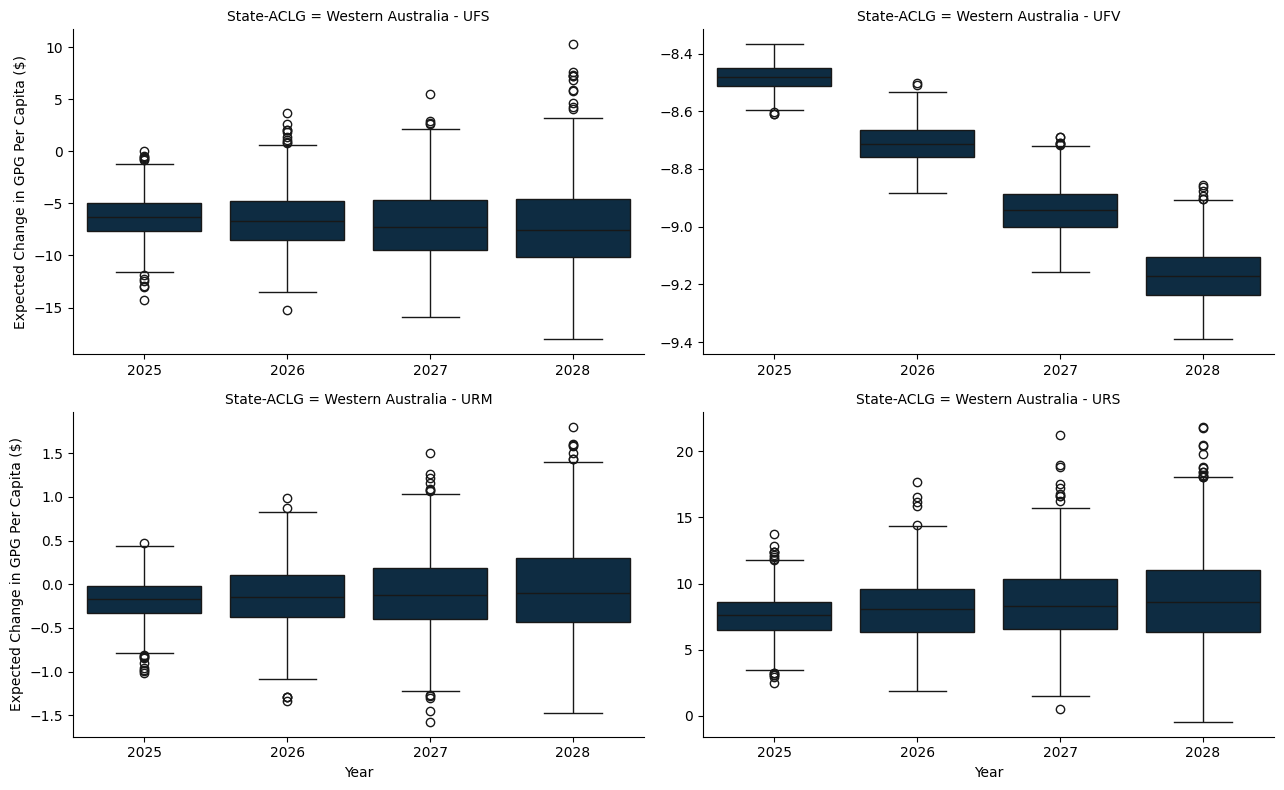 State-ACLG = Western Australia - UFS
Expected Change in GPG Per Capita ($)
10
5
0
−5
−10
−15
2025 2026 2027 2028
State-ACLG = Western Australia - UFV
−8.4
−8.6
−8.8
−9.0
−9.2
−9.4
2025 2026 2027 2028
State-ACLG = Western Australia - URM
Expected Change in GPG Per Capita ($)
1.5
1.0
0.5
0.0
−0.5
−1.0
−1.5
2025 2026 2027 2028
Year
State-ACLG = Western Australia - URS
20
15
10
5
0
2025 2026 2027 2028
Year